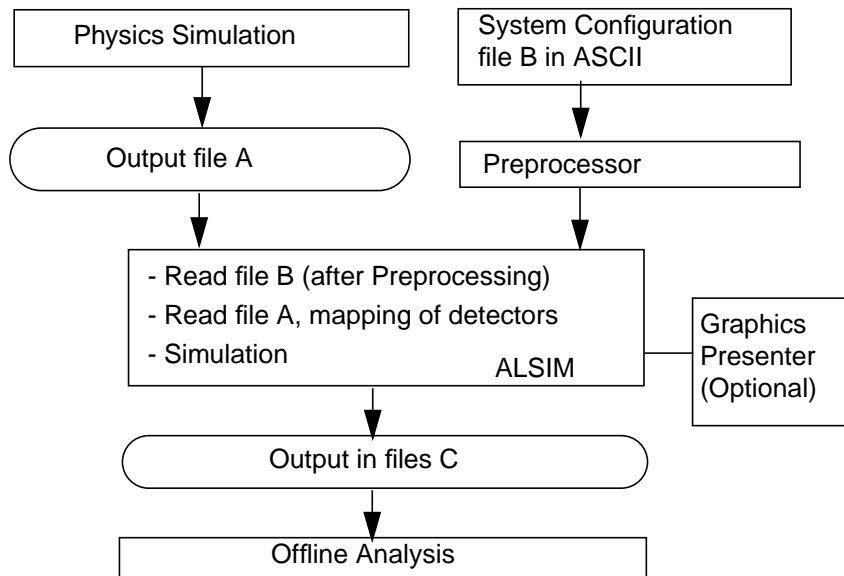 Physics Simulation
System Configuration
file B in ASCII
Output file A
Preprocessor
- Read file B (after Preprocessing)
- Read file A, mapping of detectors
- Simulation
ALSIM
Graphics
Presenter
(Optional)
Output in files C
Offline Analysis